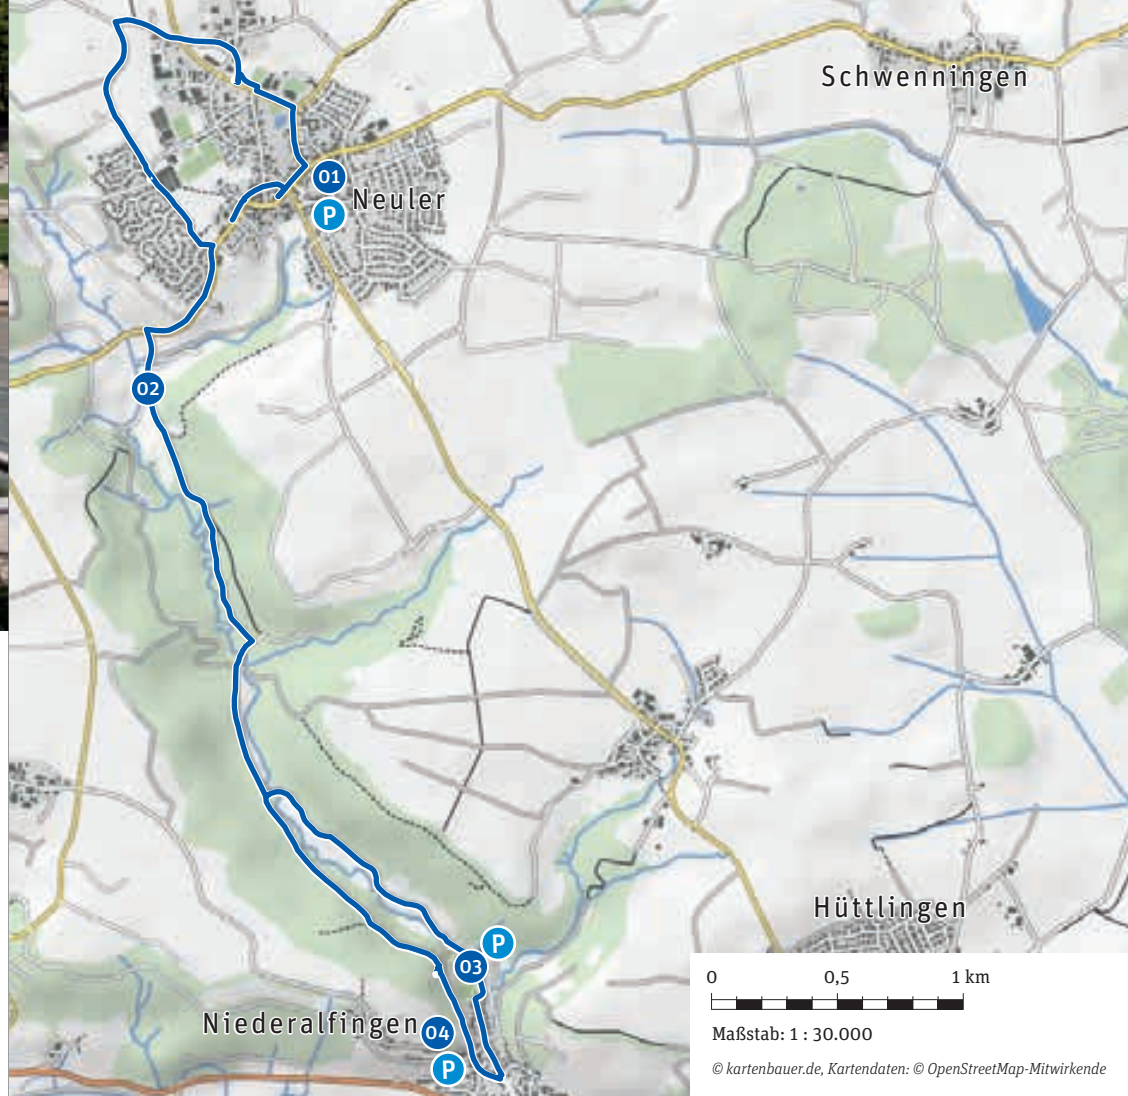 Schwenningen
01
Neuler
P
02
Hüttlingen
P
03
Niederalfingen
04
P
0 0,5 1 km
Maßstab: 1 : 30.000
© kartenbauer.de, Kartendaten: © OpenStreetMap-Mitwirkende